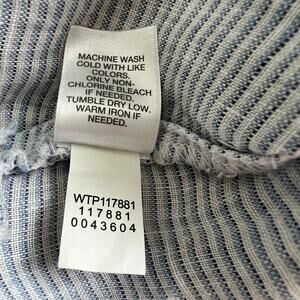 MACHINE WASH
COLD WITH LIKE
COLORS.
ONLY NON-
CHLORINE BLEACH
IF NEEDED.
TUMBLE DRY LOW.
WARM IRON IF
NEEDED.
WTP117881
117881
0043604